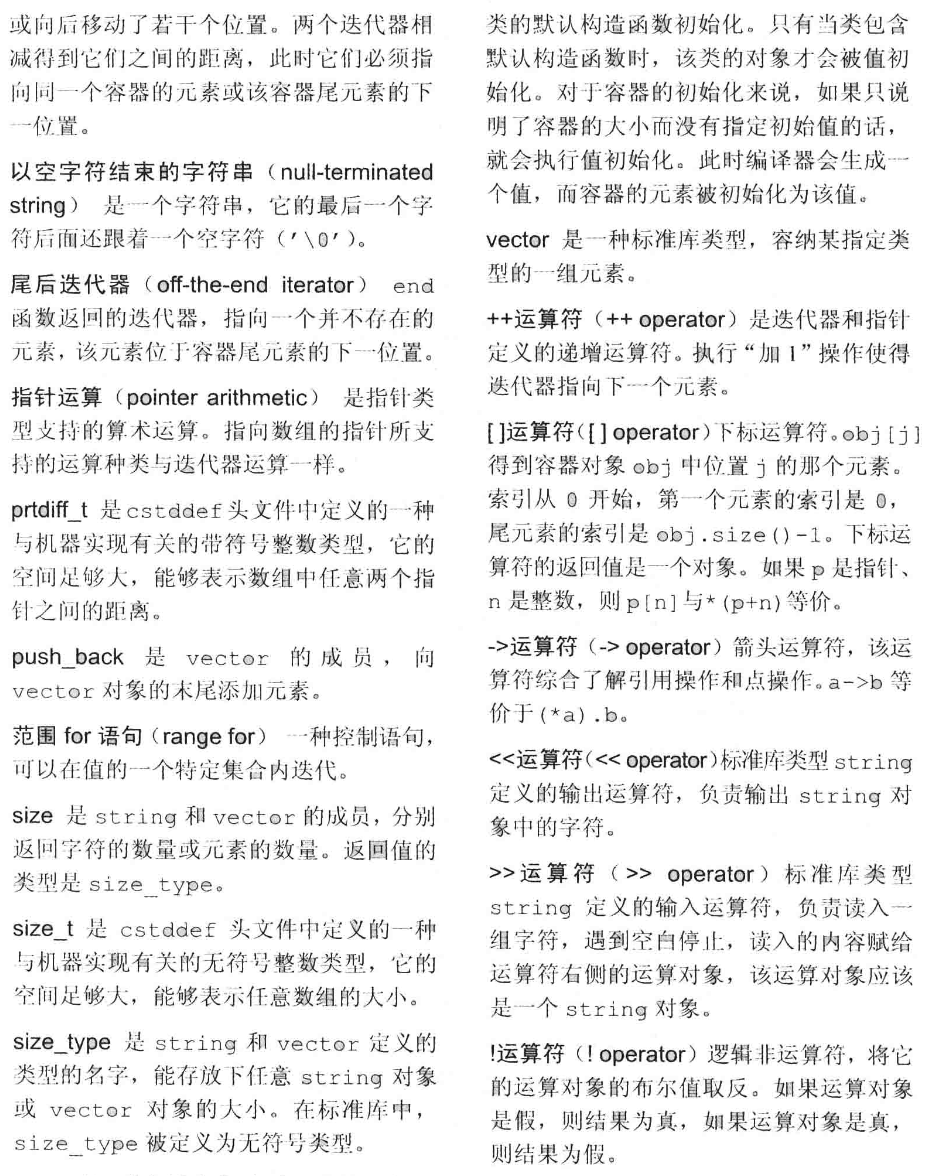 或向后移动了若干个位置。两个迭代器相
减得到它们之间的距离，此时它们必须指
向同一个容器的元素或该容器尾元素的下
一位置。
以空字符结束的字符串（null-terminated
string） 是一个字符串，它的最后一个字
符后面还跟着一个空字符（'\0'）。
尾后迭代器（off-the-end iterator） end
函数返回的迭代器，指向一个并不存在的
元素，该元素位于容器尾元素的下一位置。
指针运算（pointer arithmetic） 是指针类
型支持的算术运算。指向数组的指针所支
持的运算种类与迭代器运算一样。
prtdiff_t 是 cstddef 头文件中定义的一种
与机器实现有关的带符号整数类型，它的
空间足够大，能够表示数组中任意两个指
针之间的距离。
push_back 是 vector 的成员，向
vector 对象的末尾添加元素。
范围 for 语句（range for） 一种控制语句，
可以在值的一个特定集合内迭代。
size 是 string 和 vector 的成员，分别
返回字符的数量或元素的数量。返回值的
类型是 size_type。
size_t 是 cstddef 头文件中定义的一种
与机器实现有关的无符号整数类型，它的
空间足够大，能够表示任意数组的大小。
size_type 是 string 和 vector 定义的
类型的名字，能存放下任意 string 对象
或 vector 对象的大小。在标准库中，
size_type 被定义为无符号类型。
类的默认构造函数初始化。只有当类包含
默认构造函数时，该类的对象才会被值初
始化。对于容器的初始化来说，如果只说
明了容器的大小而没有指定初始值的话，
就会执行值初始化。此时编译器会生成一
个值，而容器的元素被初始化为该值。
vector 是一种标准库类型，容纳某指定类
型的一组元素。
++运算符（++ operator）是迭代器和指针
定义的递增运算符。执行“加 1”操作使得
迭代器指向下一个元素。
[ ]运算符（[ ] operator）下标运算符。obj[j]
得到容器对象 obj 中位置 j 的那个元素。
索引从 0 开始，第一个元素的索引是 0，
尾元素的索引是 obj.size()-1。下标运
算符的返回值是一个对象。如果 p 是指针、
n 是整数，则 p[n]与*(p+n)等价。
->运算符（-> operator）箭头运算符，该运
算符综合了解引用操作和点操作。a->b 等
价于(*a).b。
<<运算符（<< operator）标准库类型 string
定义的输出运算符，负责输出 string 对
象中的字符。
>>运算符（>> operator）标准库类型
string 定义的输入运算符，负责读入一
组字符，遇到空白停止，读入的内容赋给
运算符右侧的运算对象，该运算对象应该
是一个 string 对象。
!运算符（! operator）逻辑非运算符，将它
的运算对象的布尔值取反。如果运算对象
是假，则结果为真，如果运算对象是真，
则结果为假。